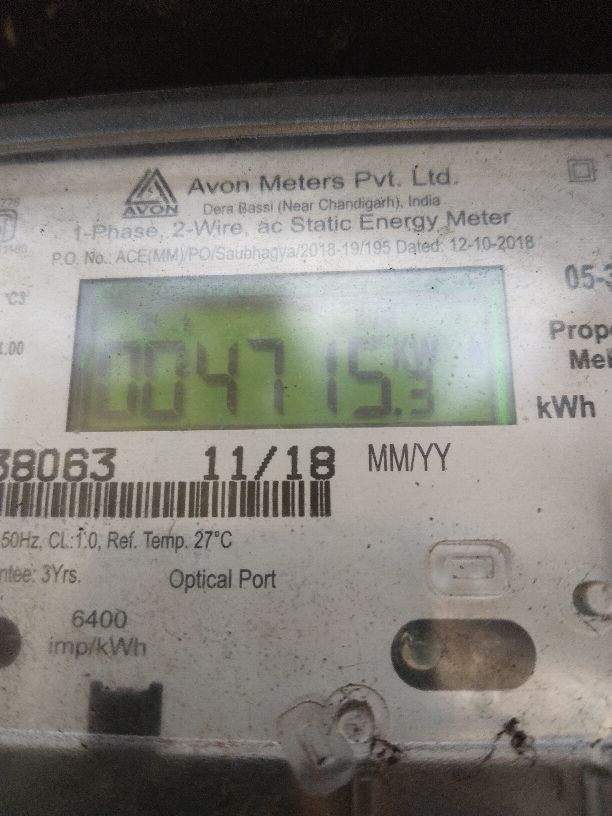 AVON
Avon Meters Pvt. Ltd.
Dera Bassi (Near Chandigarh), India
1-Phase, 2-Wire, ac Static Energy Meter
P.O. No.: ACE(MM)/PO/Saubhagya/2018-19/195 Dated: 12-10-2018
05-3
004715.3
KW
kWh
38063 11/18 MM/YY
50Hz, CL:1.0, Ref. Temp. 27°C
ntee: 3Yrs. Optical Port
6400
imp/kWh